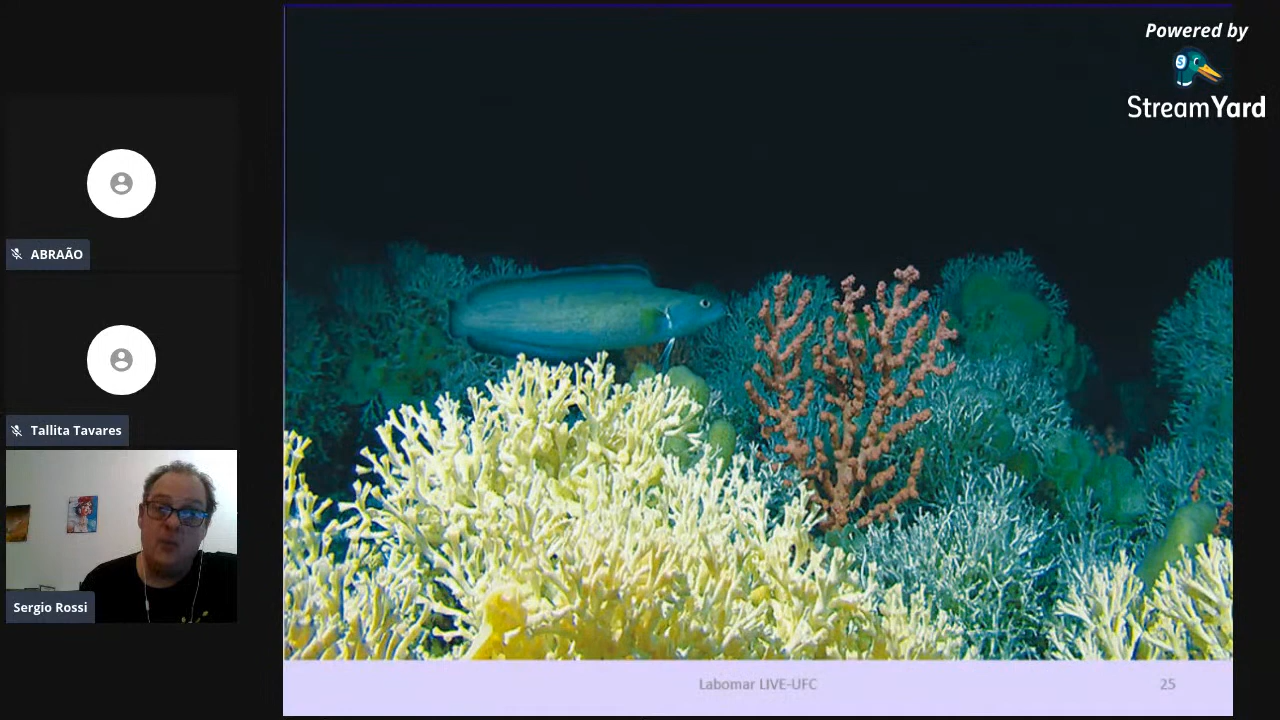 Powered by
StreamYard
ABRAÃO
Tallita Tavares
Sergio Rossi
Labomar LIVE-UFC
25